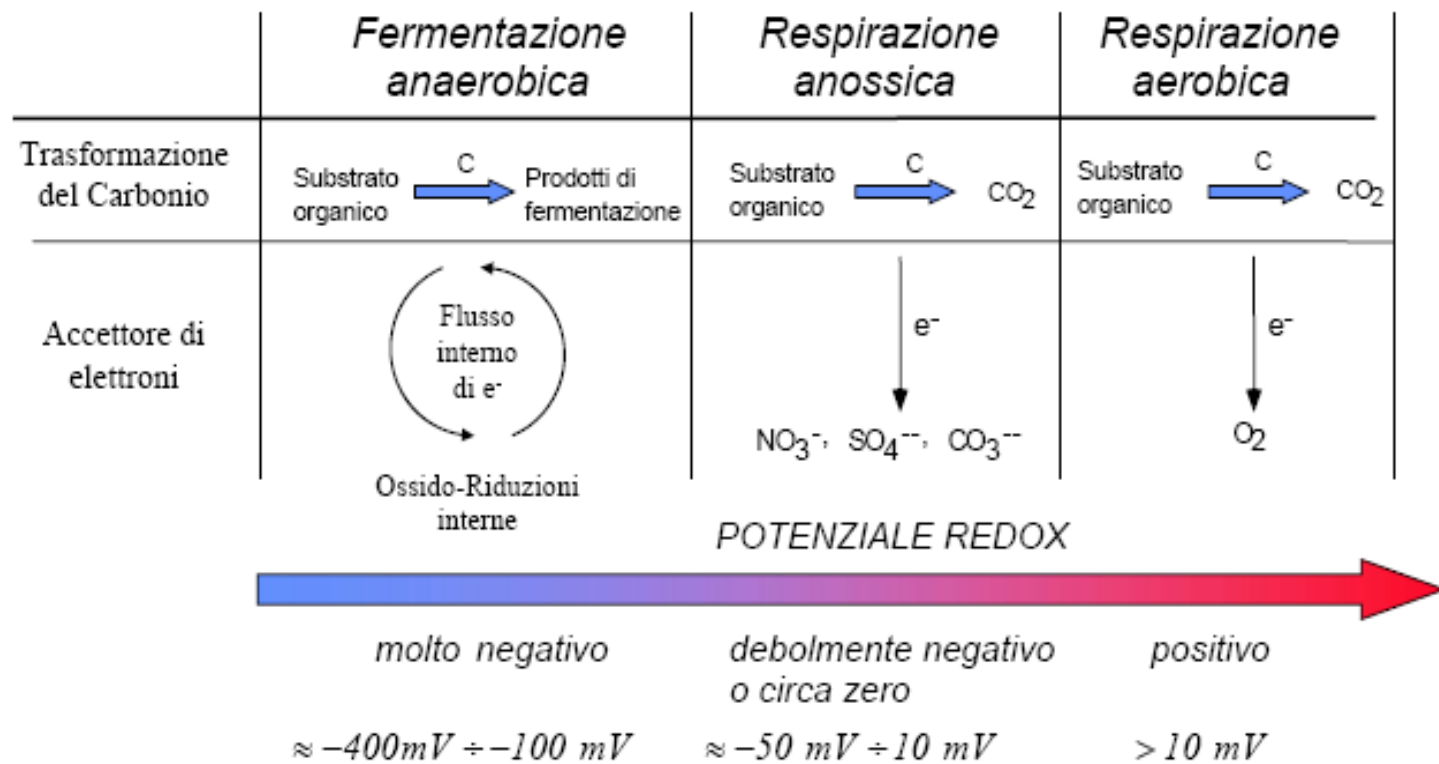 Fermentazione
anaerobica
Respirazione
anossica
Respirazione
aerobica
Trasformazione
del Carbonio
Substrato
organico
C
Prodotti di
fermentazione
Substrato
organico
C
CO₂
Substrato
organico
C
CO₂
Accettore di
elettroni
Flusso
interno
di e⁻
Ossido-Riduzioni
interne
e⁻
NO₃⁻, SO₄⁻⁻, CO₃⁻⁻
e⁻
O₂
POTENZIALE REDOX
molto negativo
debolmente negativo
o circa zero
positivo
≈ −400mV ÷ −100 mV
≈ −50 mV ÷ 10 mV
> 10 mV